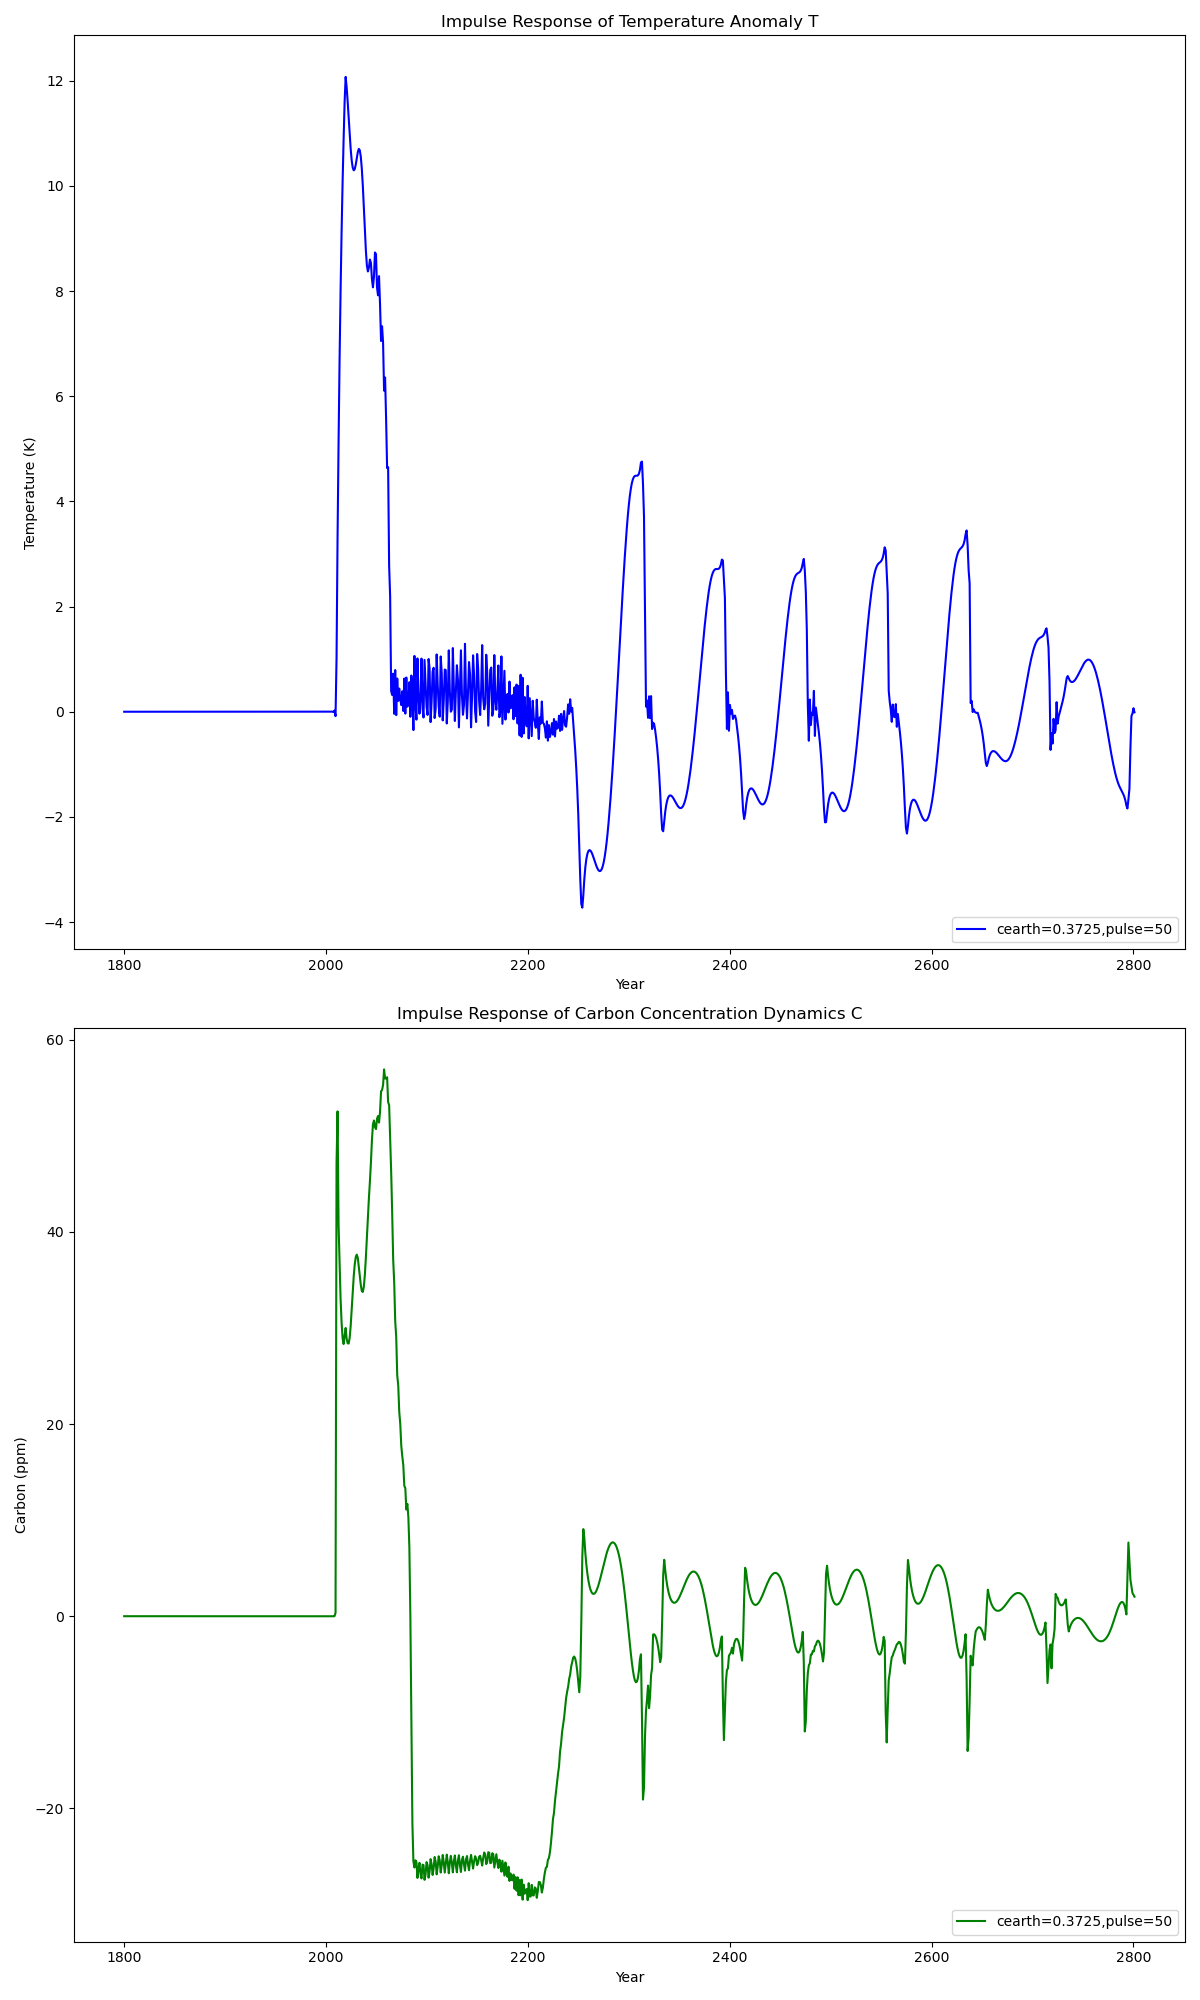 Impulse Response of Temperature Anomaly T
12
10
8
6
4
2
0
−2
−4
Temperature (K)
cearth=0.3725,pulse=50
1800 2000 2200 2400 2600 2800
Year
Impulse Response of Carbon Concentration Dynamics C
60
40
20
0
−20
Carbon (ppm)
cearth=0.3725,pulse=50
1800 2000 2200 2400 2600 2800
Year